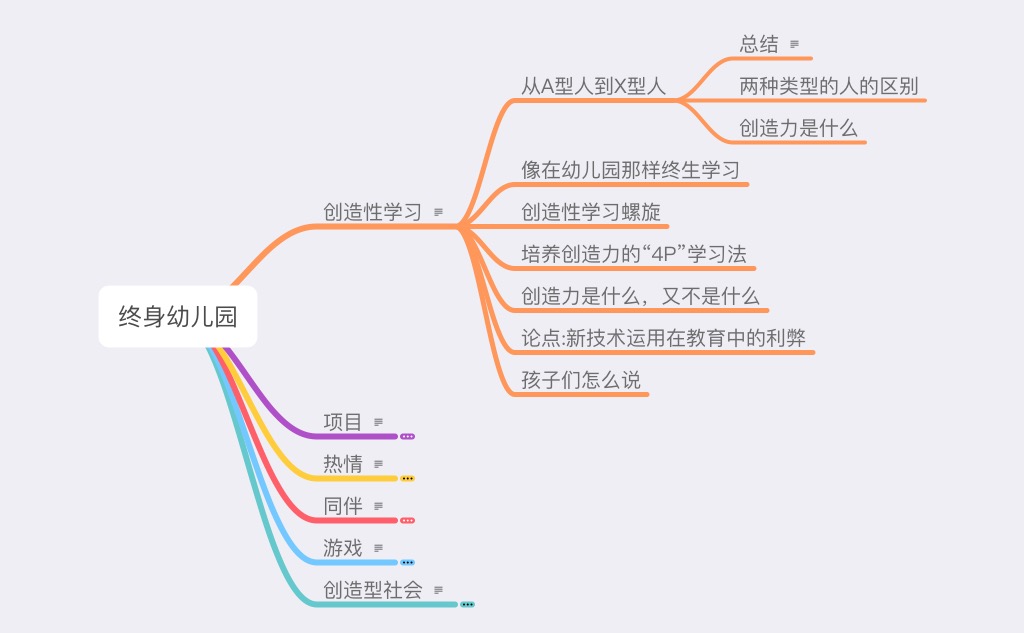 终身幼儿园
创造性学习
从A型人到X型人
总结
两种类型的人的区别
创造力是什么
像在幼儿园那样终生学习
创造性学习螺旋
培养创造力的“4P”学习法
创造力是什么，又不是什么
论点:新技术运用在教育中的利弊
孩子们怎么说
项目
热情
同伴
游戏
创造型社会